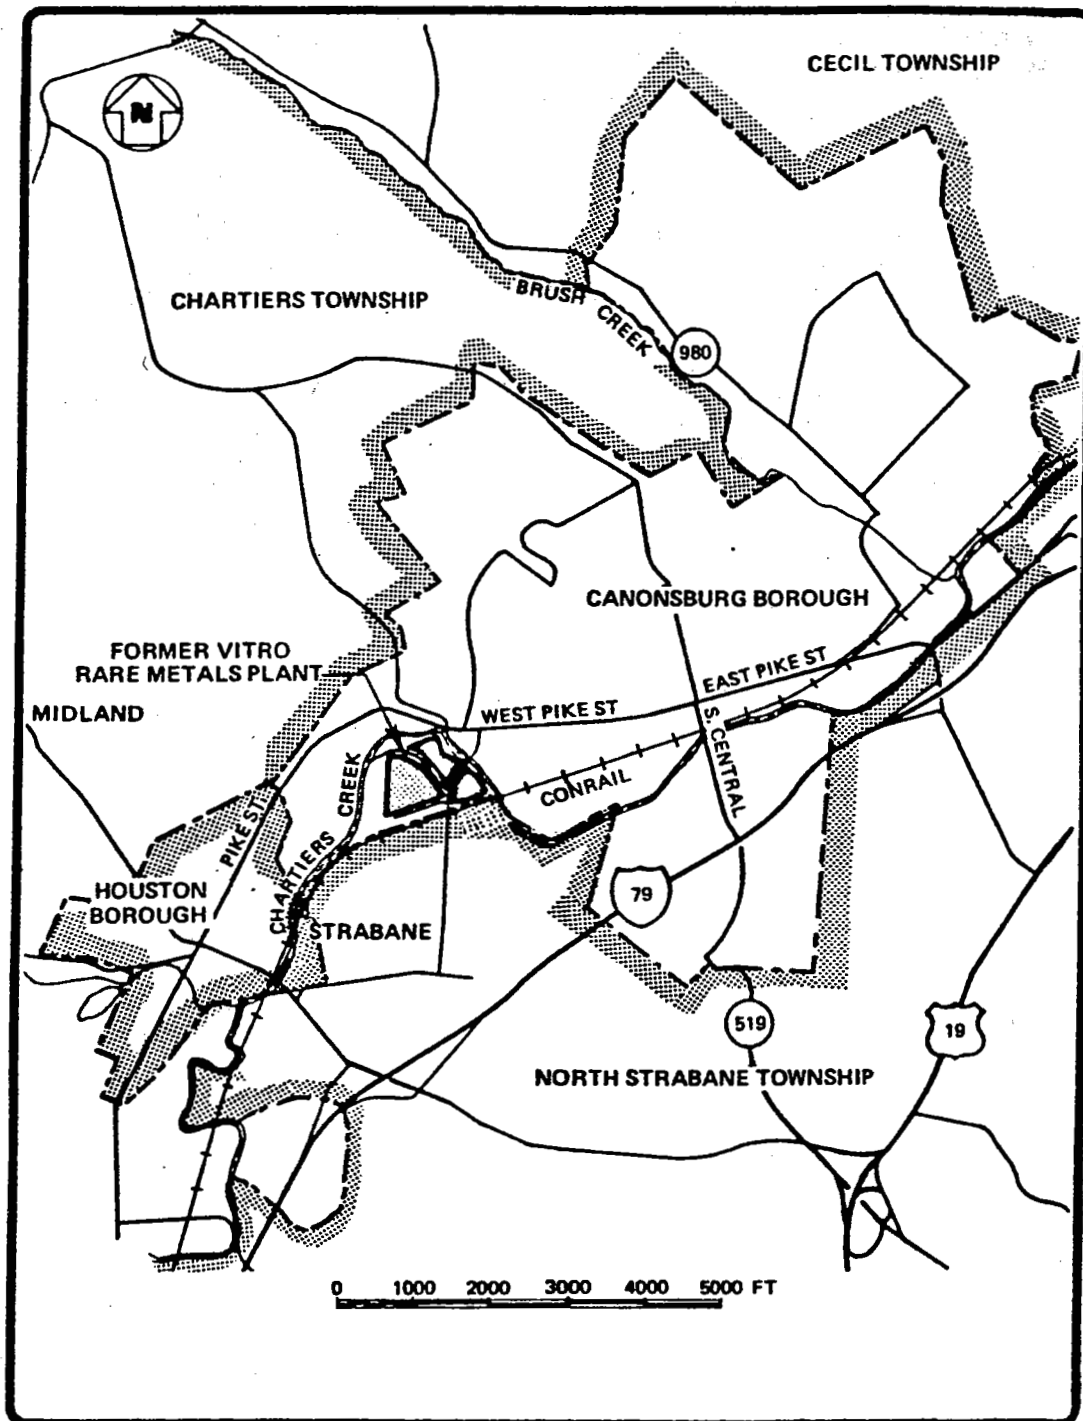 CECIL TOWNSHIP
N
CHARTIERS TOWNSHIP
BRUSH
CREEK
980
CANONSBURG BOROUGH
FORMER VITRO
RARE METALS PLANT
EAST PIKE ST
MIDLAND
WEST PIKE ST
S. CENTRAL
CONRAIL
CHARTIERS CREEK
PIKE ST.
79
HOUSTON
BOROUGH
STRABANE
519
19
NORTH STRABANE TOWNSHIP
0 1000 2000 3000 4000 5000 FT